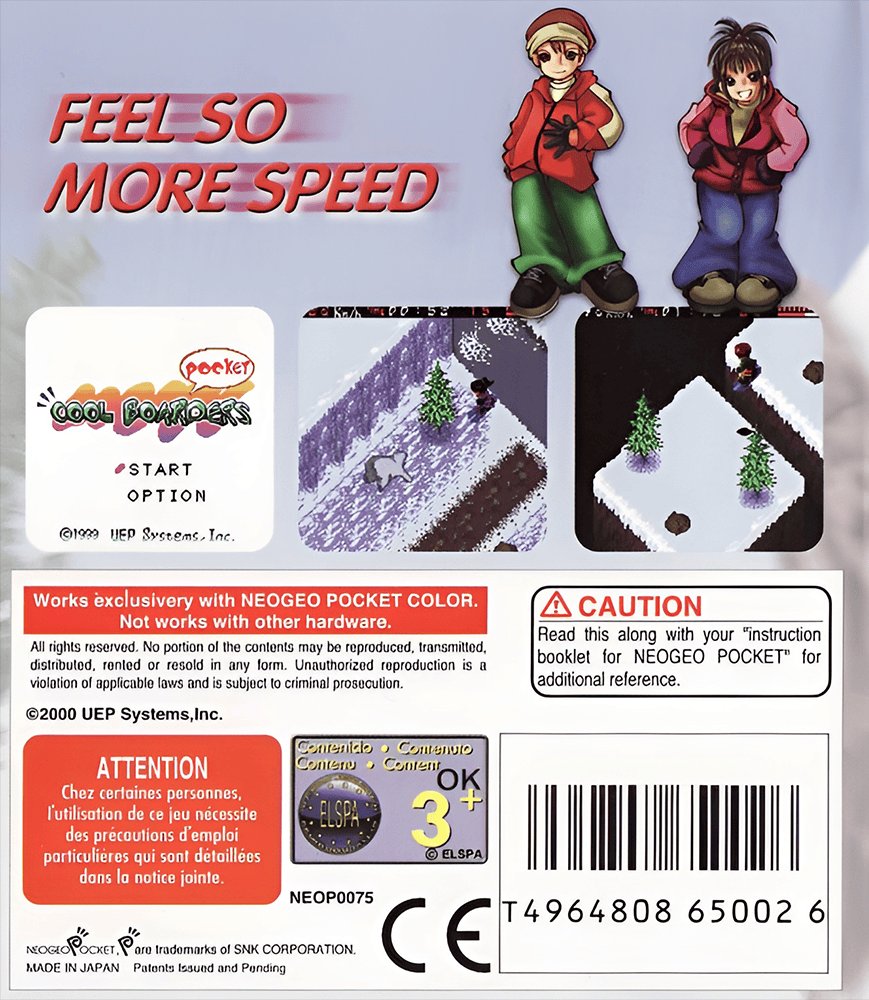 FEEL SO
MORE SPEED
POCKET
COOL BOARDERS
START
OPTION
©1999 UEP Systems, Inc.
Km/h 00:52
Works exclusivery with NEOGEO POCKET COLOR.
Not works with other hardware.
All rights reserved. No portion of the contents may be reproduced, transmitted,
distributed, rented or resold in any form. Unauthorized reproduction is a
violation of applicable laws and is subject to criminal prosecution.
©2000 UEP Systems,Inc.
CAUTION
Read this along with your "instruction
booklet for NEOGEO POCKET" for
additional reference.
ATTENTION
Chez certaines personnes,
l'utilisation de ce jeu nécessite
des précautions d'emploi
particulières qui sont détaillées
dans la notice jointe.
Contenido • Contenuto
Contenu • Content
ELSPA
OK
3+
© ELSPA
NEOP0075
CE
T4964808 65002 6
NEOGEO POCKET, P are trademarks of SNK CORPORATION.
MADE IN JAPAN Patents Issued and Pending